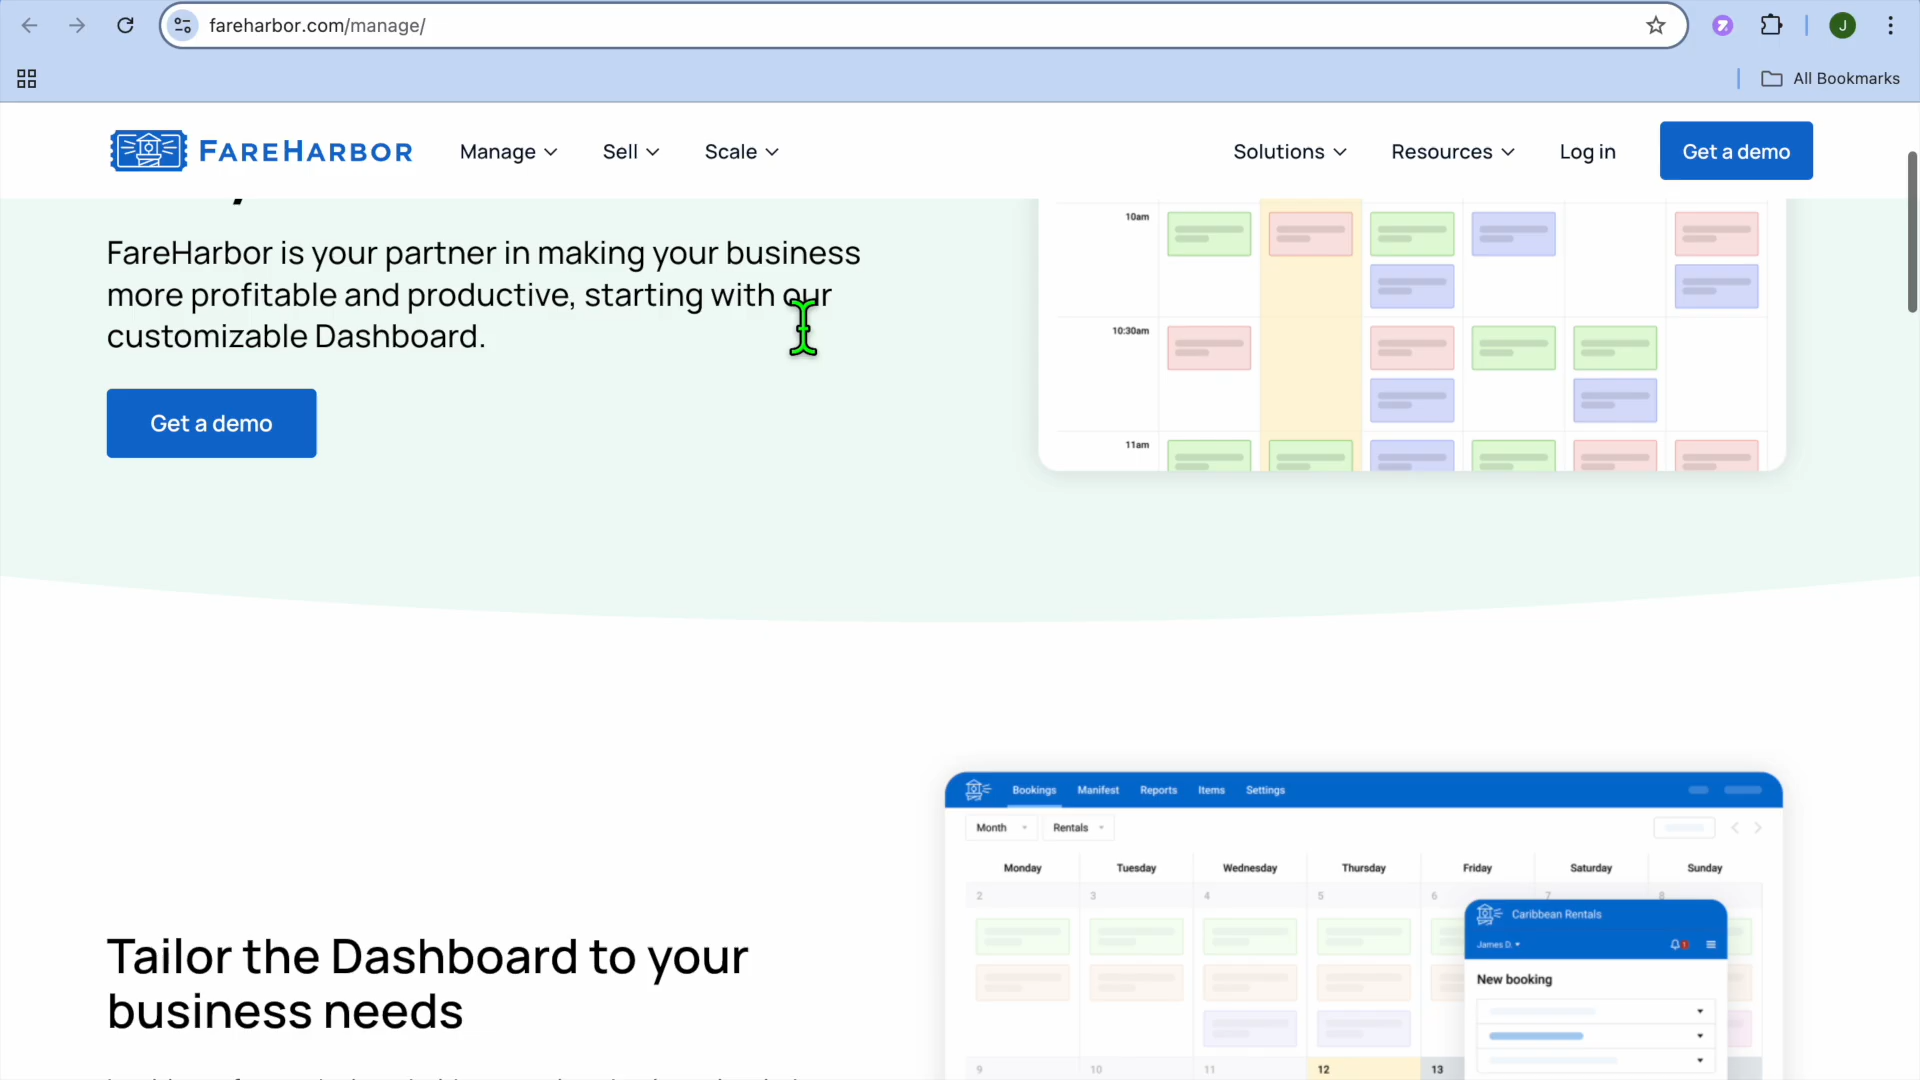 fareharbor.com/manage/
J
All Bookmarks
FAREHARBOR
Manage
Sell
Scale
Solutions
Resources
Log in
Get a demo
FareHarbor is your partner in making your business
more profitable and productive, starting with our
customizable Dashboard.
Get a demo
10am
10:30am
11am
Bookings Manifest Reports Items Settings
Month Rentals
Monday Tuesday Wednesday Thursday Friday Saturday Sunday
2 3 4 5 6 7 8
Caribbean Rentals
James D.
1
New booking
9 10 11 12 13
Tailor the Dashboard to your
business needs